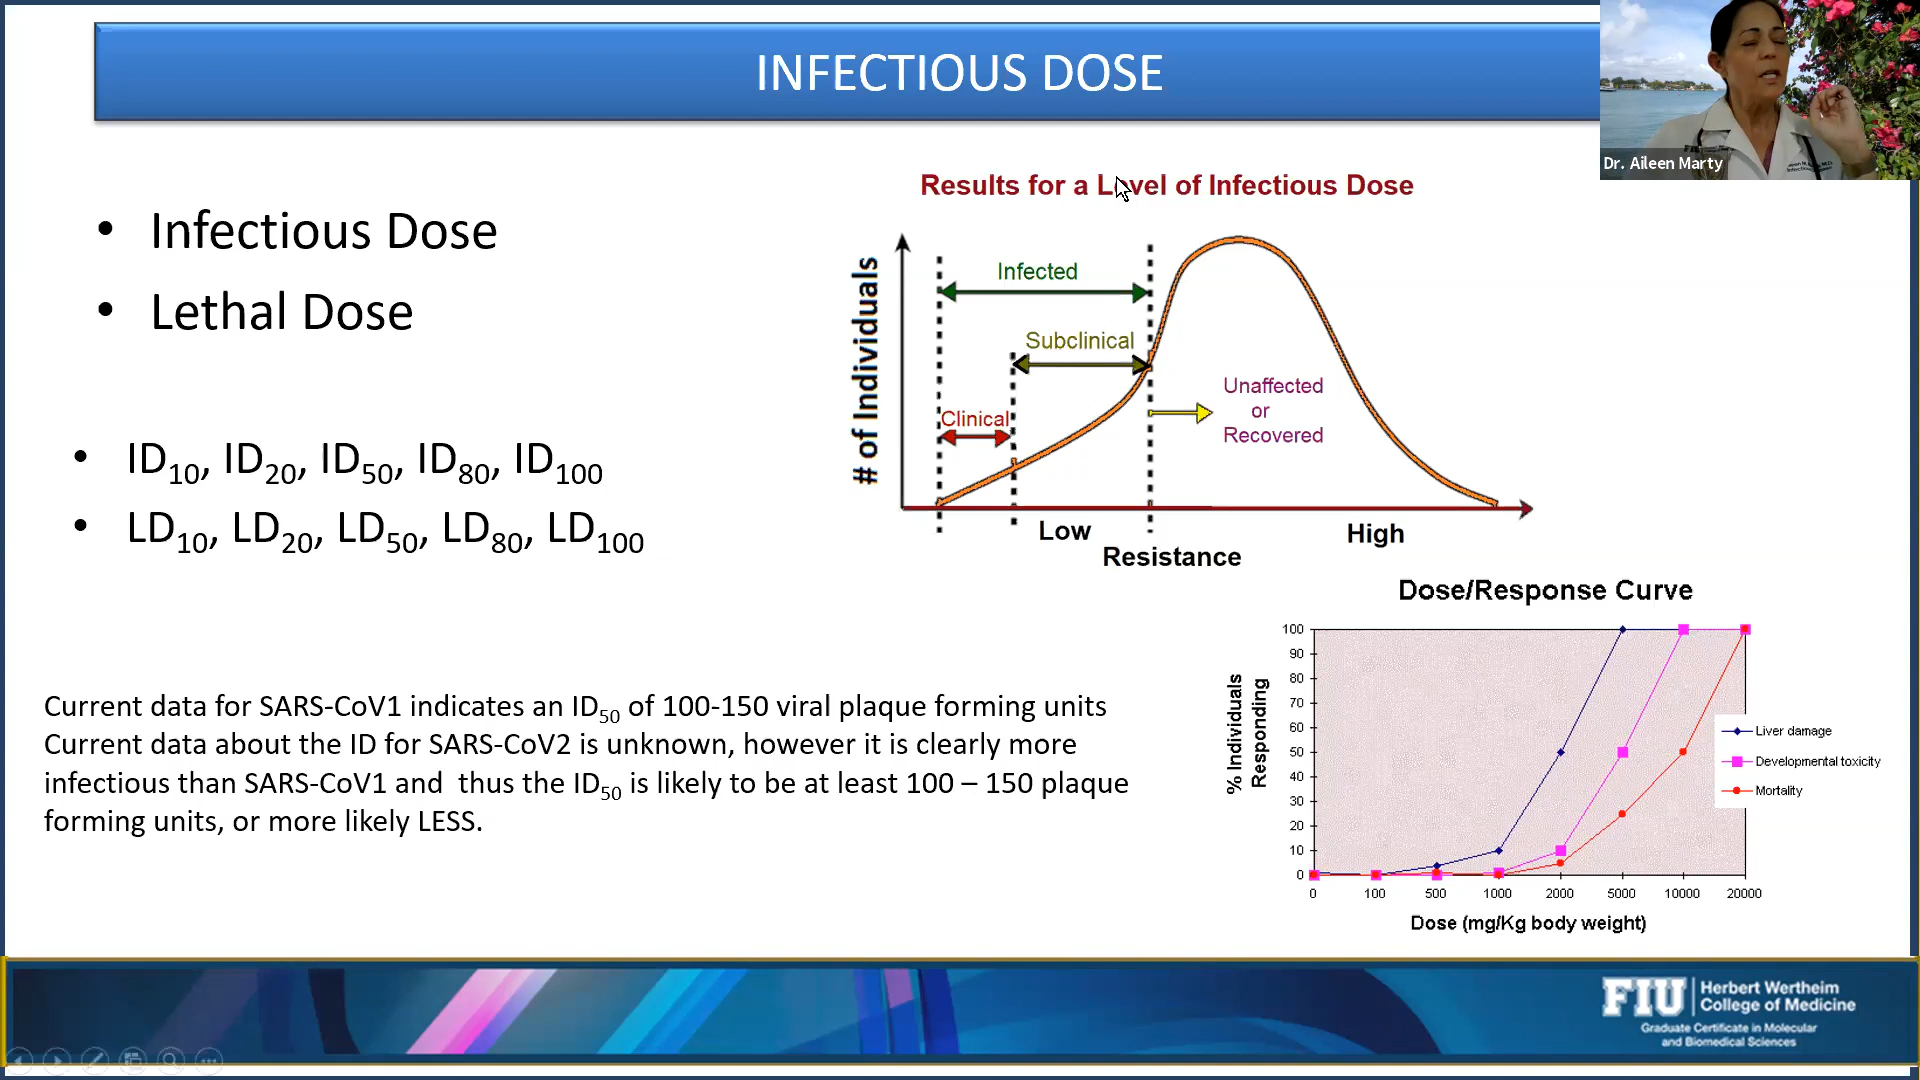 INFECTIOUS DOSE
Dr. Aileen Marty
• Infectious Dose
• Lethal Dose
• ID10, ID20, ID50, ID80, ID100
• LD10, LD20, LD50, LD80, LD100
Results for a Level of Infectious Dose
# of Individuals
Infected
Subclinical
Clinical
Unaffected
or
Recovered
Low
High
Resistance
Current data for SARS-CoV1 indicates an ID50 of 100-150 viral plaque forming units
Current data about the ID for SARS-CoV2 is unknown, however it is clearly more
infectious than SARS-CoV1 and thus the ID50 is likely to be at least 100 – 150 plaque
forming units, or more likely LESS.
Dose/Response Curve
% Individuals
Responding
100
90
80
70
60
50
40
30
20
10
0
0 100 500 1000 2000 5000 10000 20000
Dose (mg/Kg body weight)
Liver damage
Developmental toxicity
Mortality
FIU
Herbert Wertheim
College of Medicine
Graduate Certificate in Molecular
and Biomedical Sciences